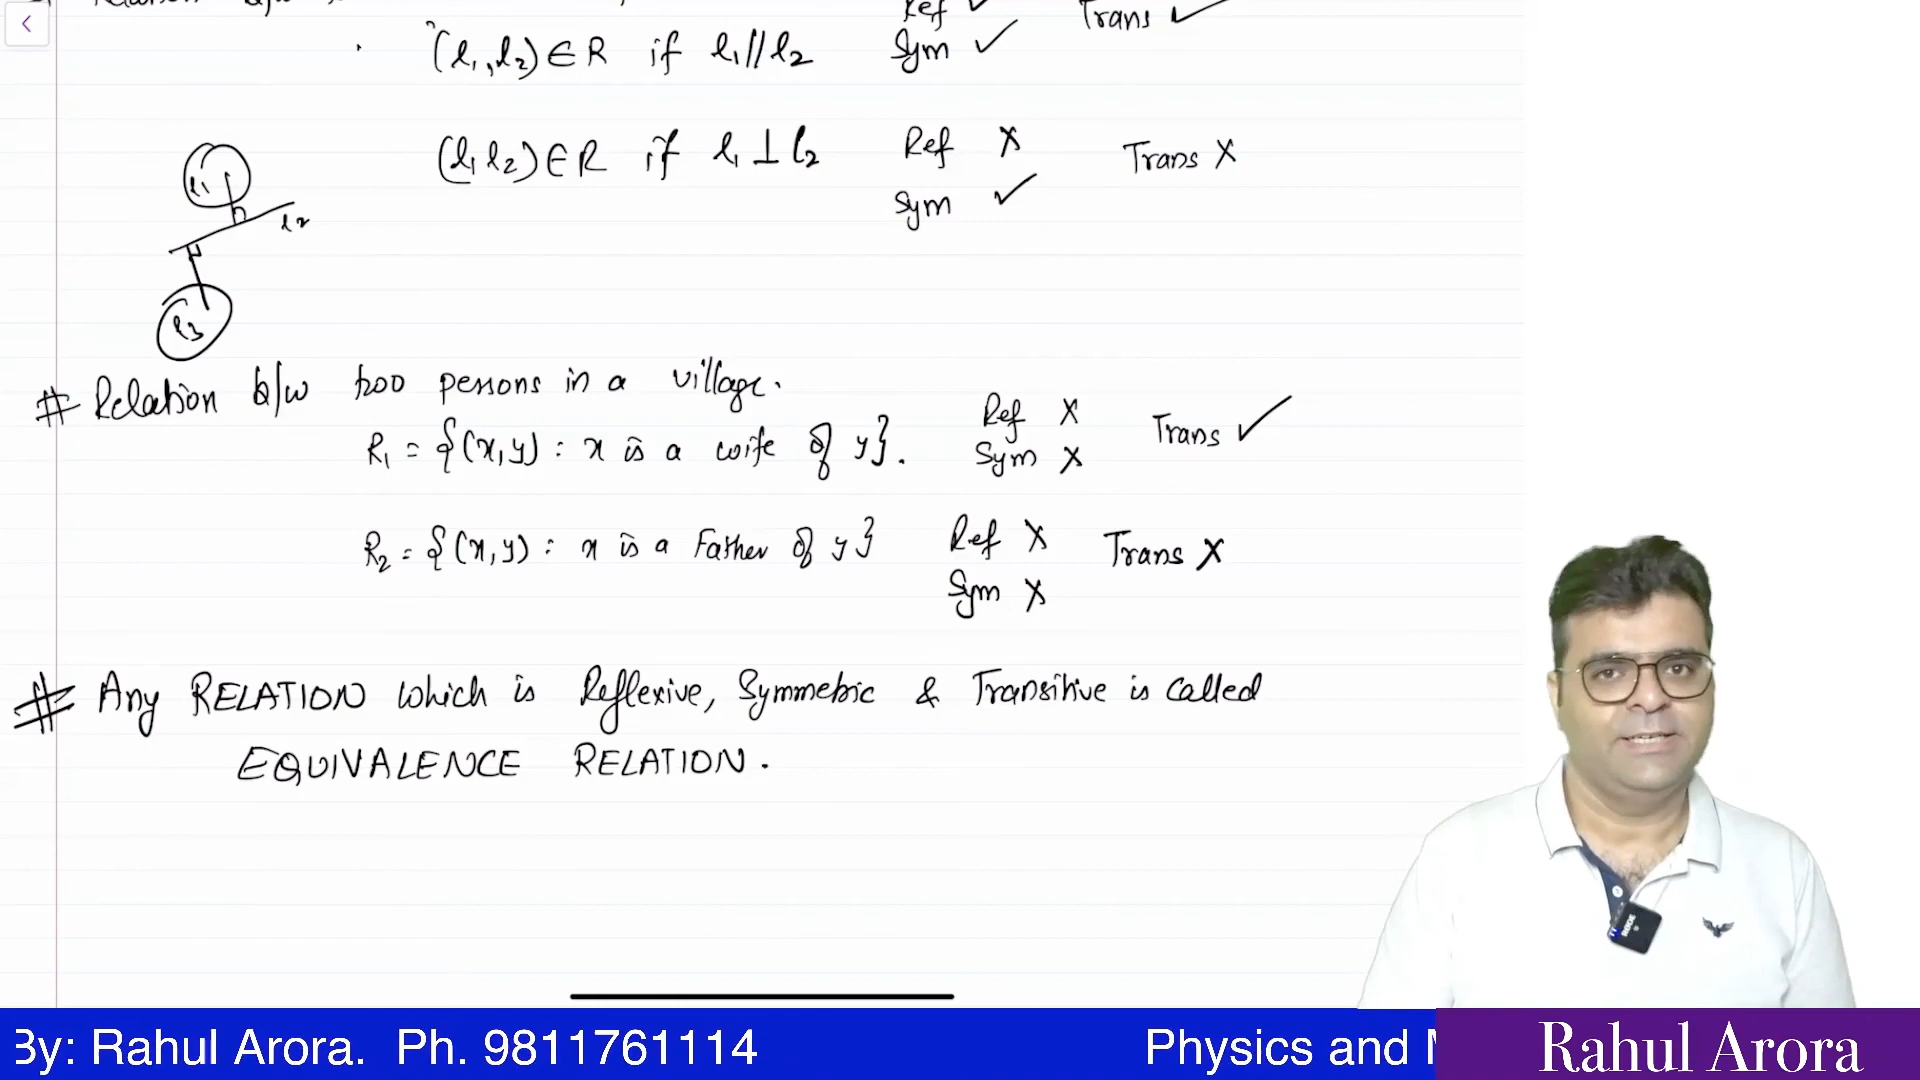 Ref ✓ Trans ✓
(l₁,l₂)∈R if l₁//l₂ Sym ✓
(l₁ l₂)∈R if l₁⊥l₂ Ref X Trans X
Sym ✓
l₁
l₂
l₃
# Relation b/w two persons in a village.
R₁ = {(x,y) : x is a wife of y}. Ref X Trans ✓
Sym X
R₂ = {(x,y) : x is a Father of y} Ref X Trans X
Sym X
# Any RELATION which is Reflexive, Symmetric & Transitive is called
EQUIVALENCE RELATION.
RODE
By: Rahul Arora. Ph. 9811761114 Physics and
Rahul Arora